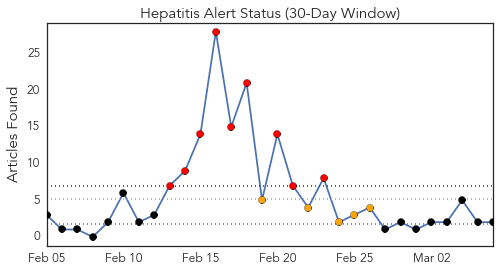 Hepatitis Alert Status (30-Day Window)
Articles Found
25
20
15
10
5
0
Feb 05 Feb 10 Feb 15 Feb 20 Feb 25 Mar 02